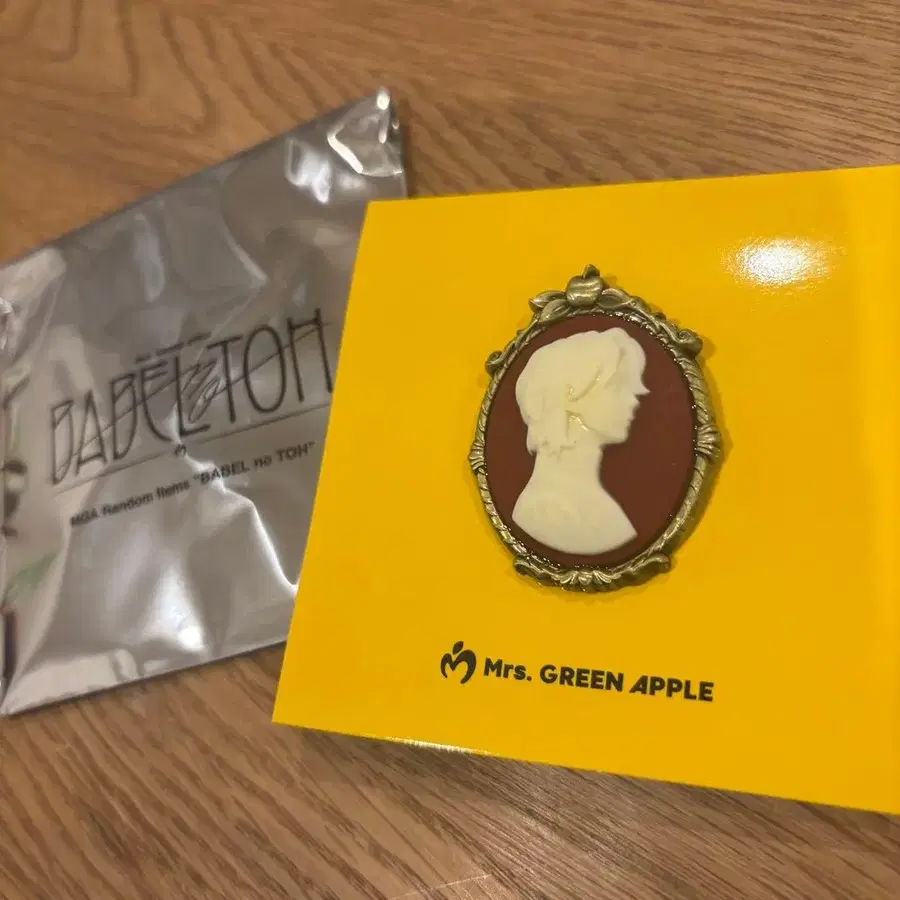 BABEL no TOH
MGA Random Items "BABEL no TOH"
Mrs. GREEN APPLE